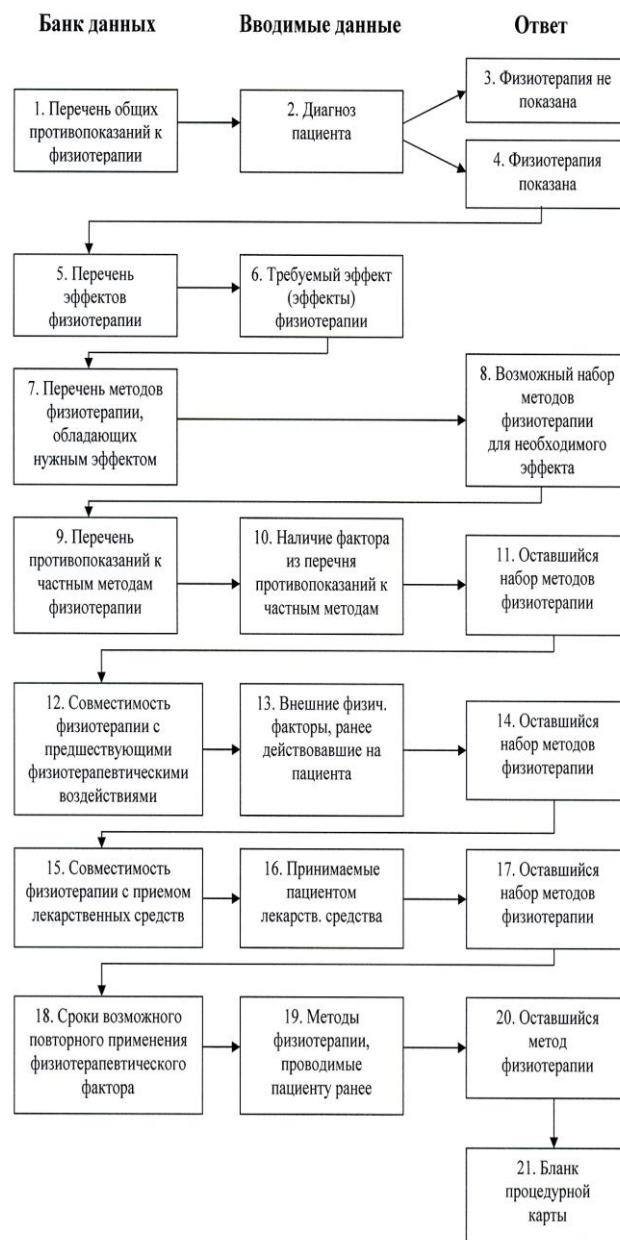 Банк данных
Вводимые данные
Ответ
1. Перечень общих
противопоказаний к
физиотерапии
2. Диагноз
пациента
3. Физиотерапия не
показана
4. Физиотерапия
показана
5. Перечень
эффектов
физиотерапии
6. Требуемый эффект
(эффекты)
физиотерапии
7. Перечень методов
физиотерапии,
обладающих
нужным эффектом
8. Возможный набор
методов
физиотерапии
для необходимого
эффекта
9. Перечень
противопоказаний к
частным методам
физиотерапии
10. Наличие фактора
из перечня
противопоказаний к
частным методам
11. Оставшийся
набор методов
физиотерапии
12. Совместимость
физиотерапии с
предшествующими
физиотерапевтическими
воздействиями
13. Внешние физич.
факторы, ранее
действовавшие на
пациента
14. Оставшийся
набор методов
физиотерапии
15. Совместимость
физиотерапии с приемом
лекарственных средств
16. Принимаемые
пациентом
лекарств. средства
17. Оставшийся
набор методов
физиотерапии
18. Сроки возможного
повторного применения
физиотерапевтического
фактора
19. Методы
физиотерапии,
проводимые
пациенту ранее
20. Оставшийся
метод
физиотерапии
21. Бланк
процедурной
карты